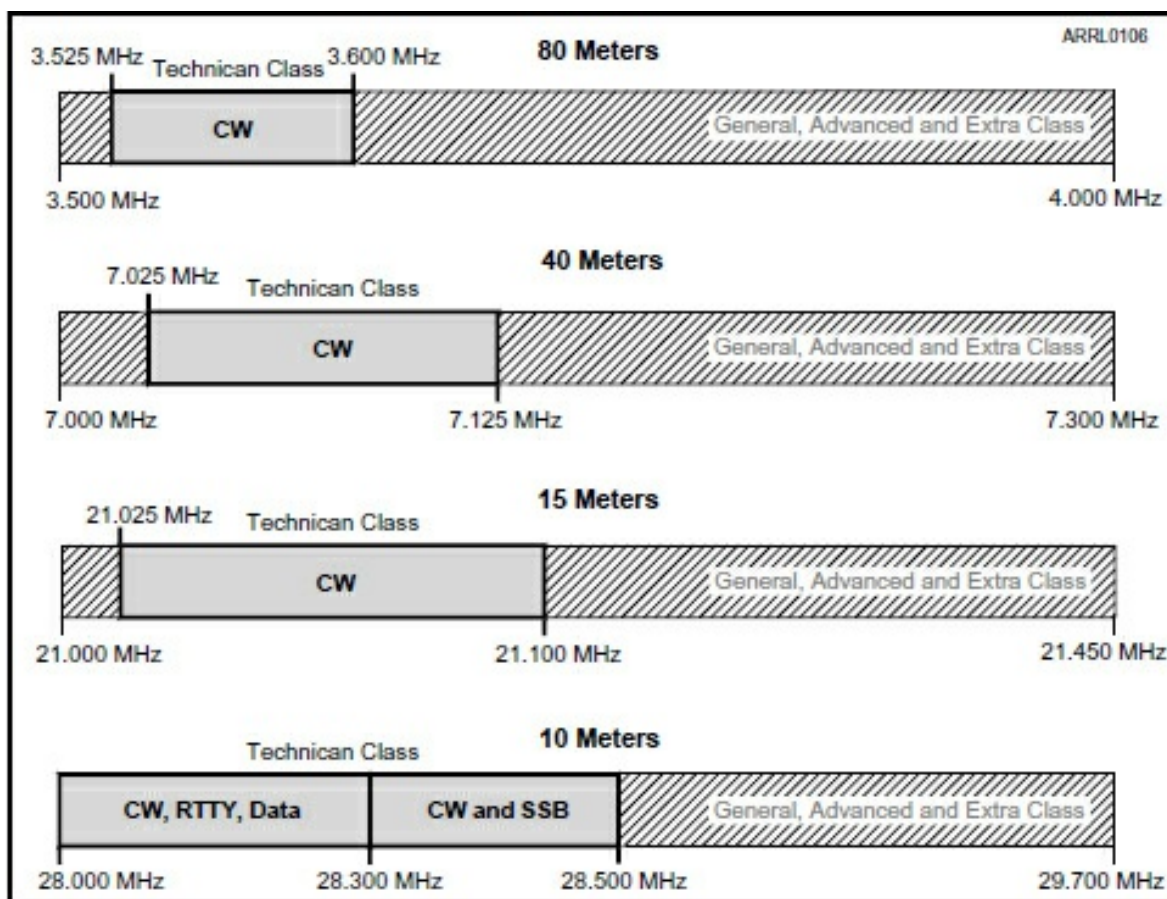 ARRL0106
80 Meters
3.525 MHz Technican Class 3.600 MHz
CW
General, Advanced and Extra Class
3.500 MHz 4.000 MHz
40 Meters
7.025 MHz Technican Class
CW
General, Advanced and Extra Class
7.000 MHz 7.125 MHz 7.300 MHz
15 Meters
21.025 MHz Technican Class
CW
General, Advanced and Extra Class
21.000 MHz 21.100 MHz 21.450 MHz
10 Meters
Technican Class
CW, RTTY, Data CW and SSB General, Advanced and Extra Class
28.000 MHz 28.300 MHz 28.500 MHz 29.700 MHz